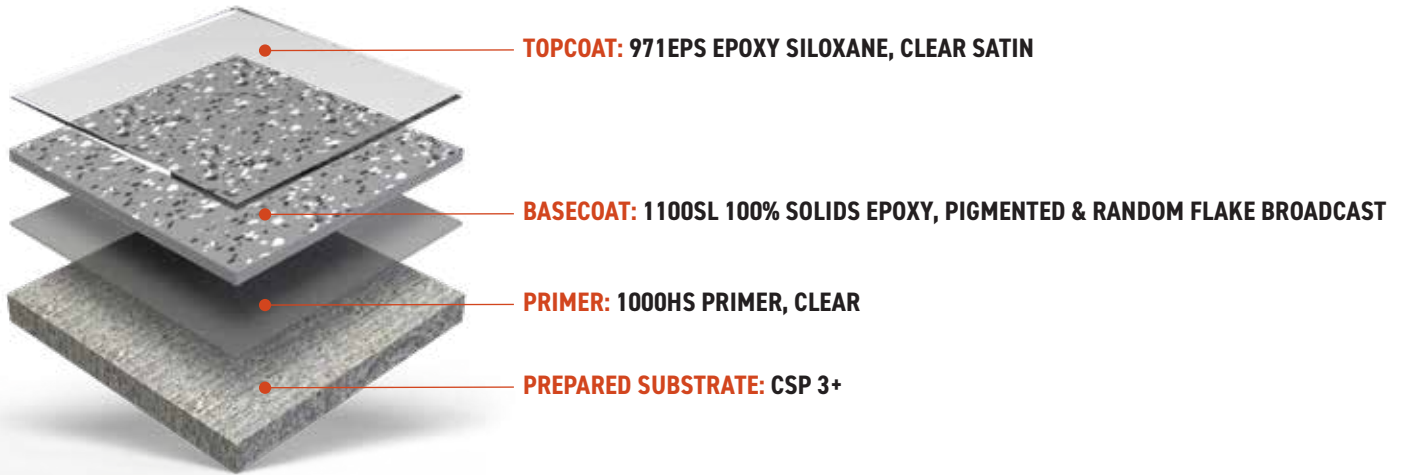 TOPCOAT: 971EPS EPOXY SILOXANE, CLEAR SATIN
BASECOAT: 1100SL 100% SOLIDS EPOXY, PIGMENTED & RANDOM FLAKE BROADCAST
PRIMER: 1000HS PRIMER, CLEAR
PREPARED SUBSTRATE: CSP 3+